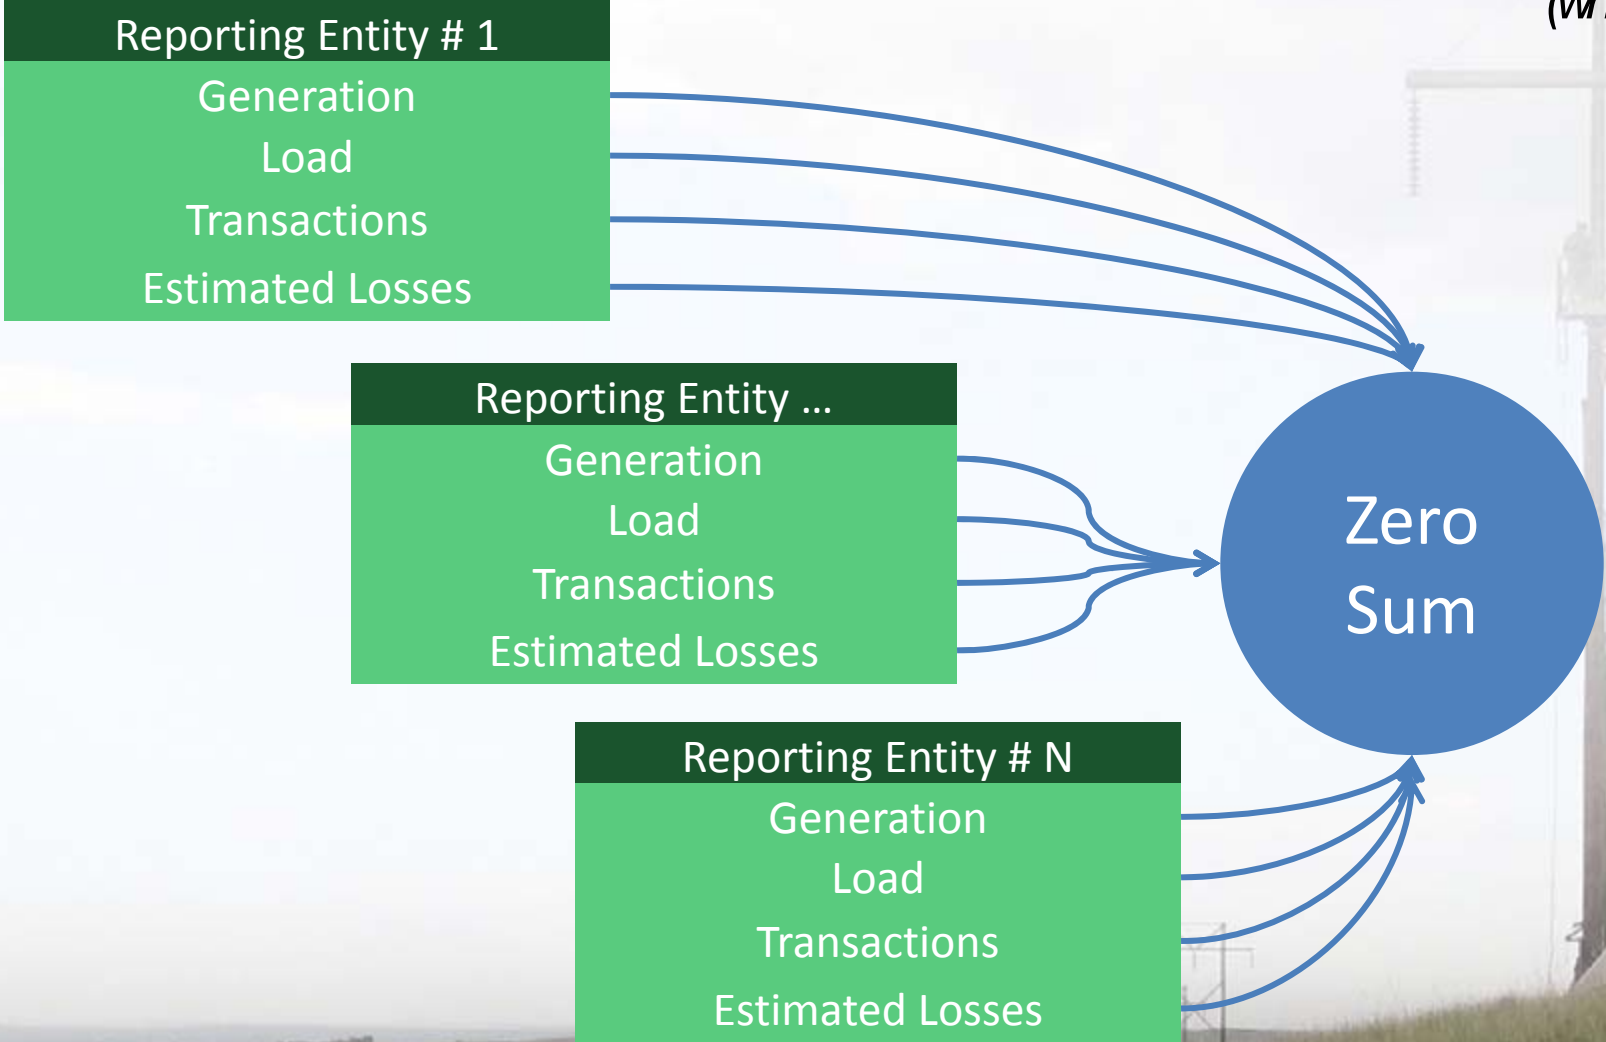 Reporting Entity # 1
Generation
Load
Transactions
Estimated Losses
Reporting Entity ...
Generation
Load
Transactions
Estimated Losses
Zero
Sum
Reporting Entity # N
Generation
Load
Transactions
Estimated Losses